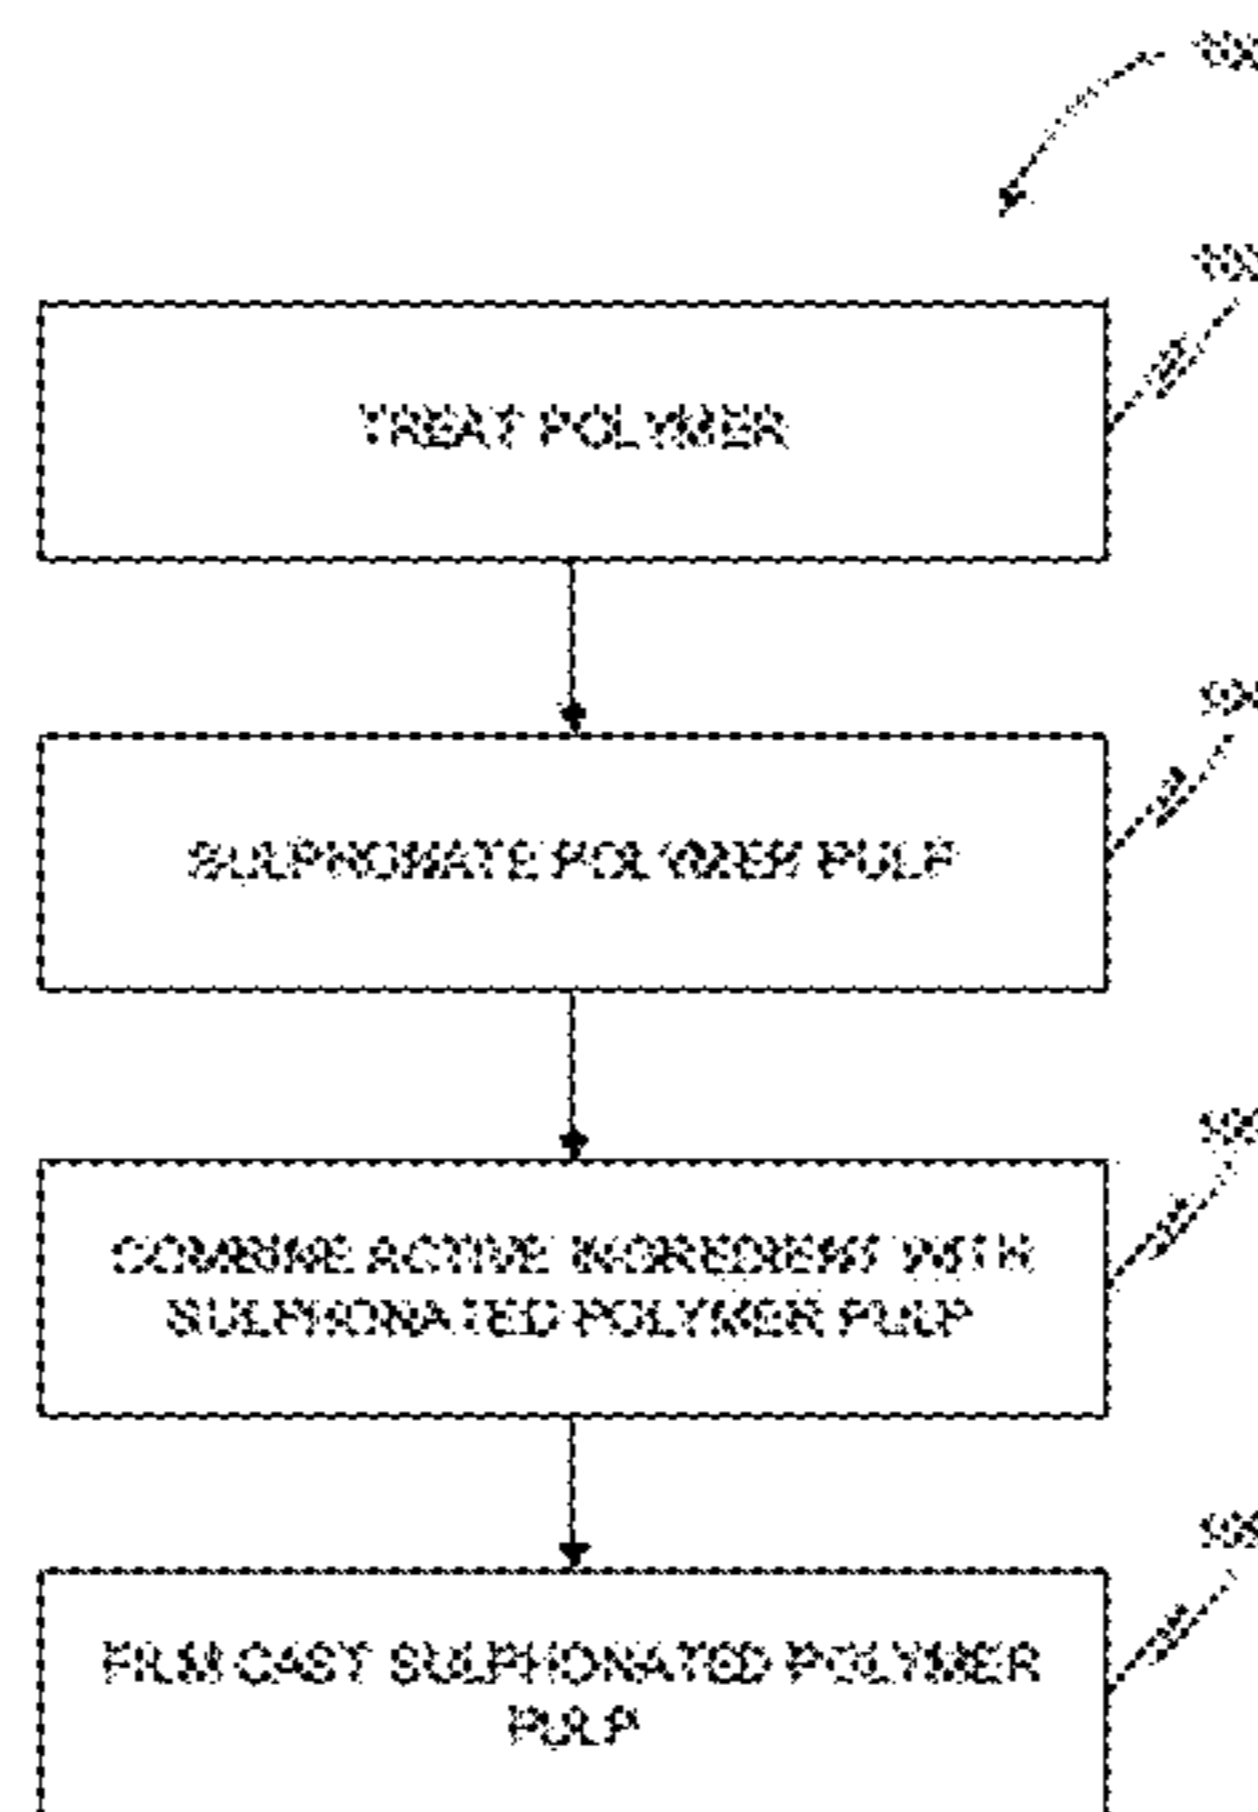 TREAT POLYMER
SULPHONATE POLYMER PULP
COMBINE ACTIVE INGREDIENT WITH
SULPHONATED POLYMER PULP
FILM CAST SULPHONATED POLYMER
PULP